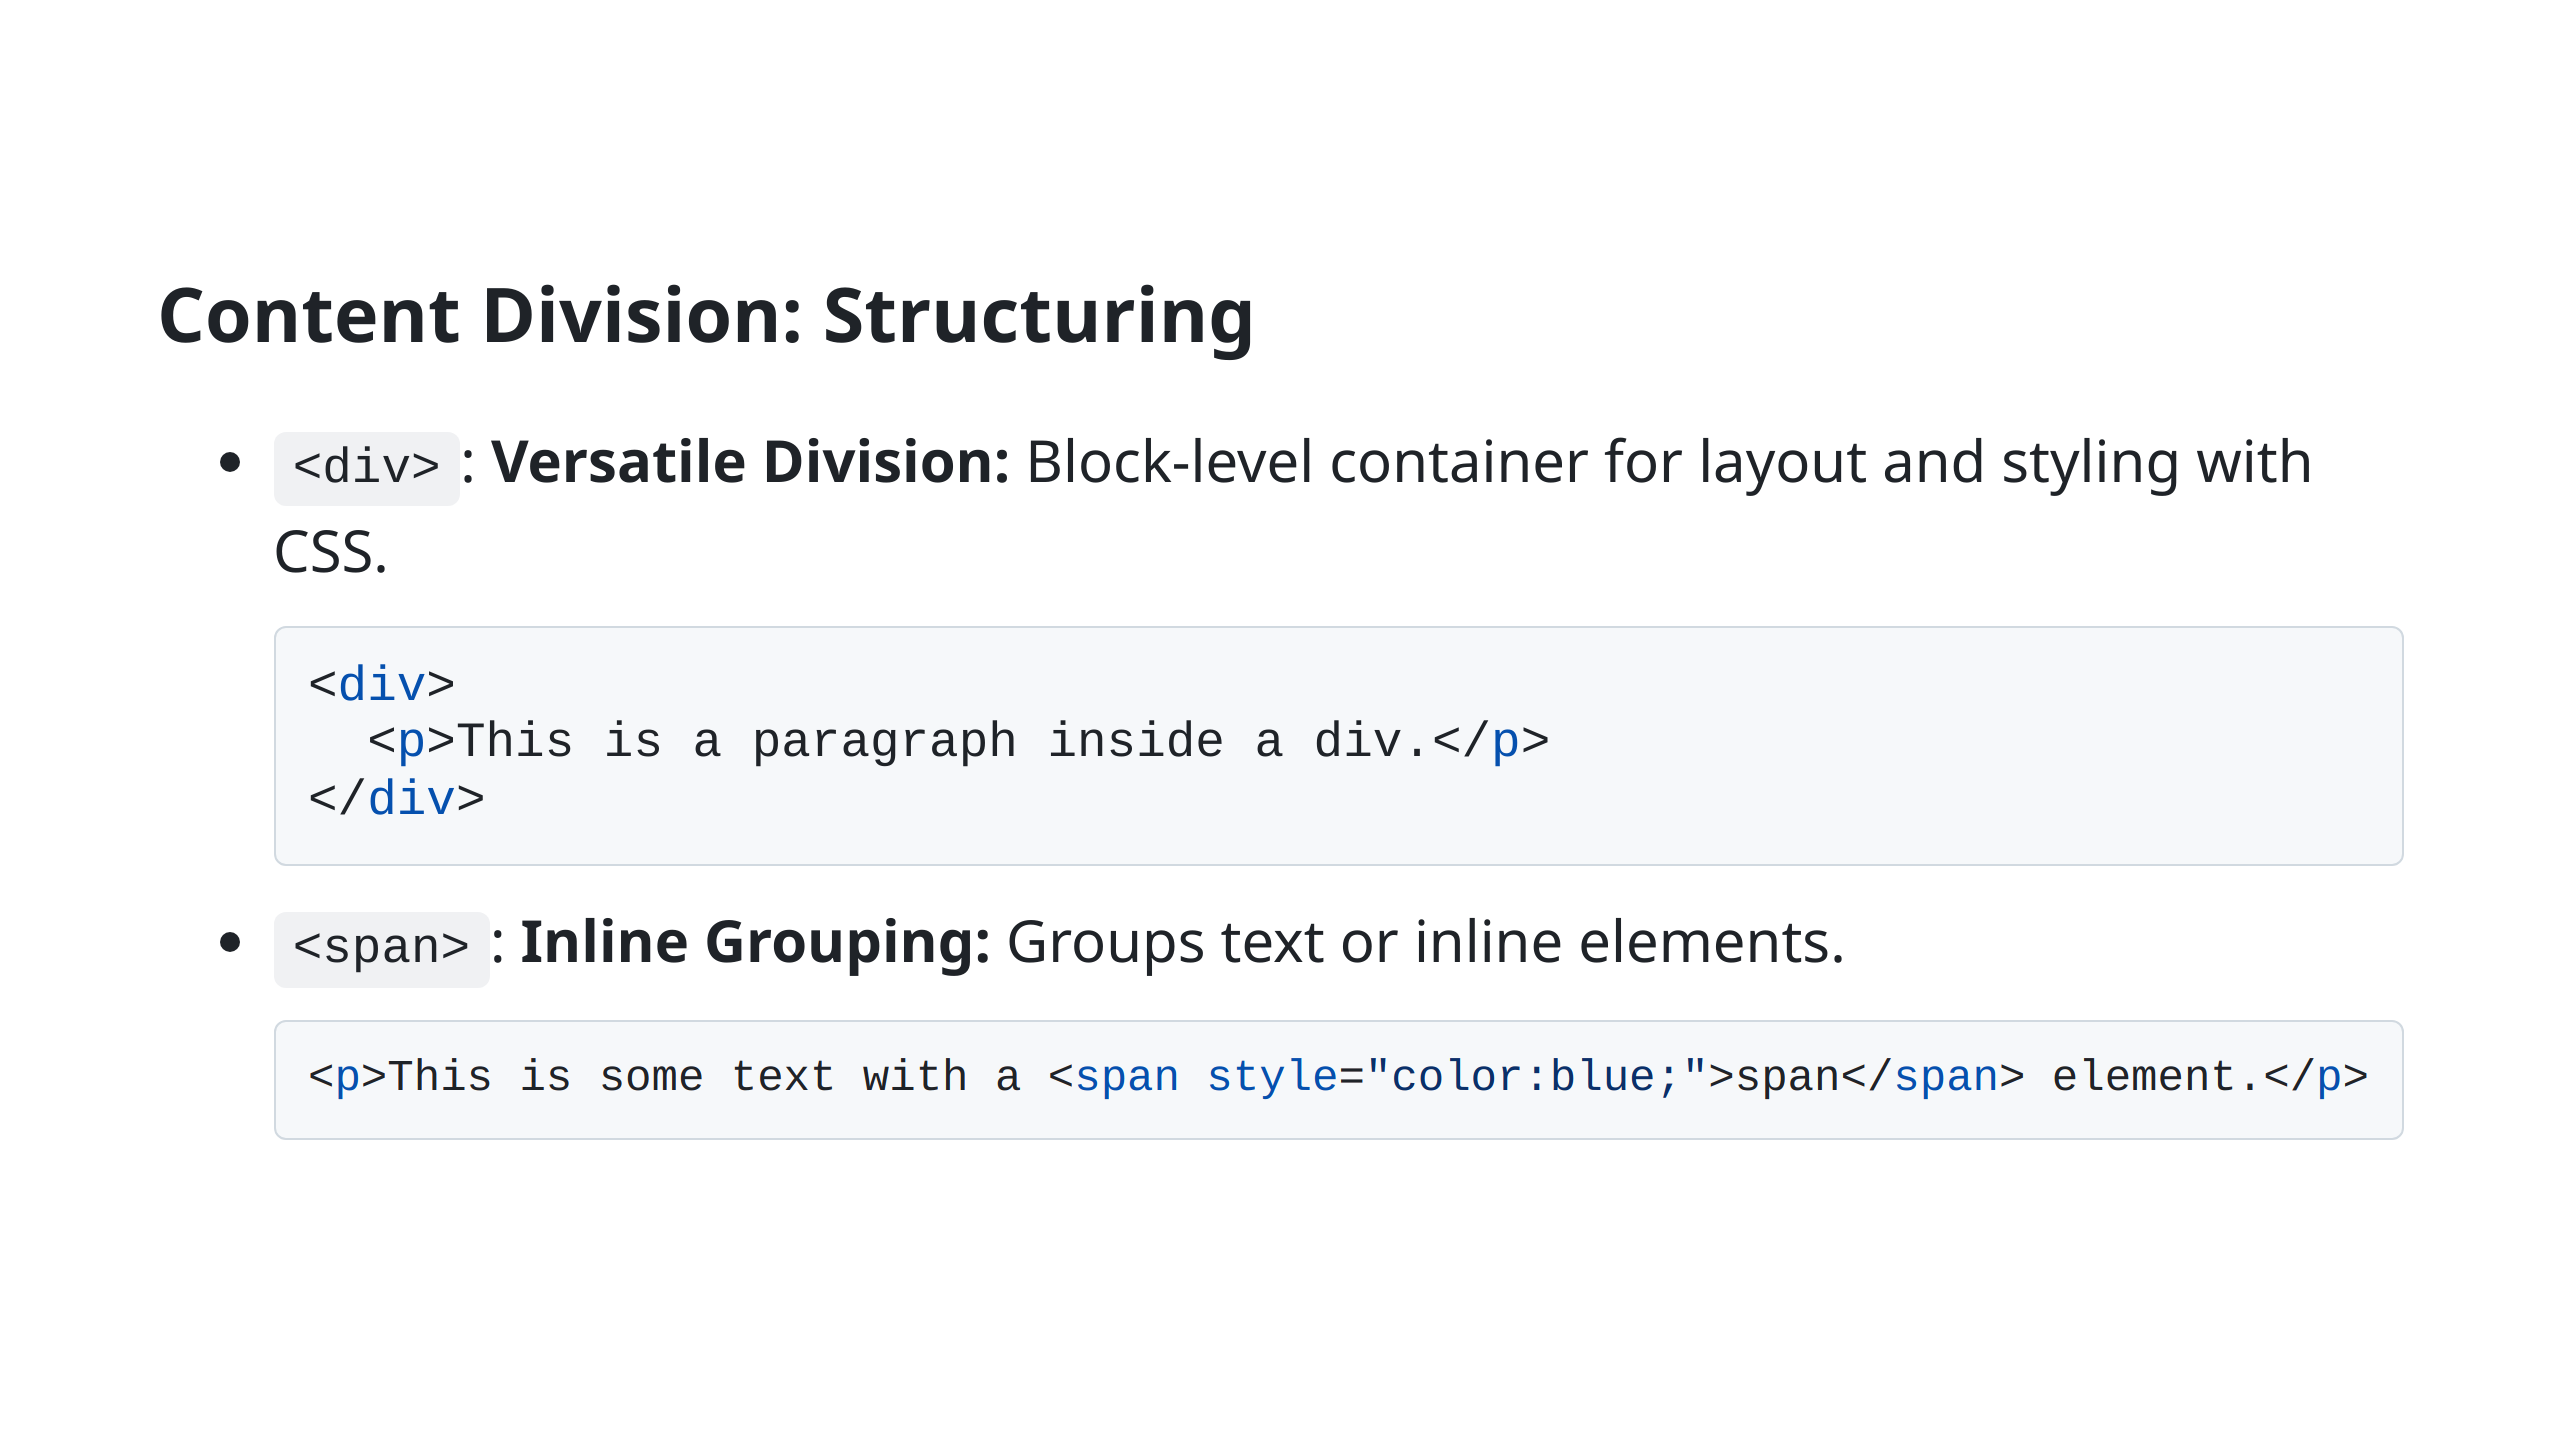 Content Division: Structuring
<div>: Versatile Division: Block-level container for layout and styling with
CSS.
<div>
  <p>This is a paragraph inside a div.</p>
</div>
<span>: Inline Grouping: Groups text or inline elements.
<p>This is some text with a <span style="color:blue;">span</span> element.</p>